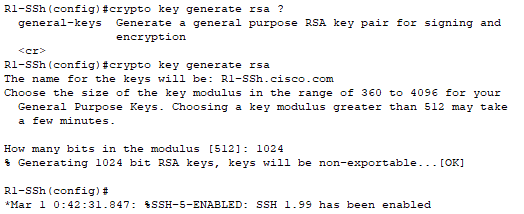 R1-SSh(config)#crypto key generate rsa ?
general-keys Generate a general purpose RSA key pair for signing and
encryption
<cr>
R1-SSh(config)#crypto key generate rsa
The name for the keys will be: R1-SSh.cisco.com
Choose the size of the key modulus in the range of 360 to 4096 for your
General Purpose Keys. Choosing a key modulus greater than 512 may take
a few minutes.

How many bits in the modulus [512]: 1024
% Generating 1024 bit RSA keys, keys will be non-exportable...[OK]

R1-SSh(config)#
*Mar 1 0:42:31.847: %SSH-5-ENABLED: SSH 1.99 has been enabled